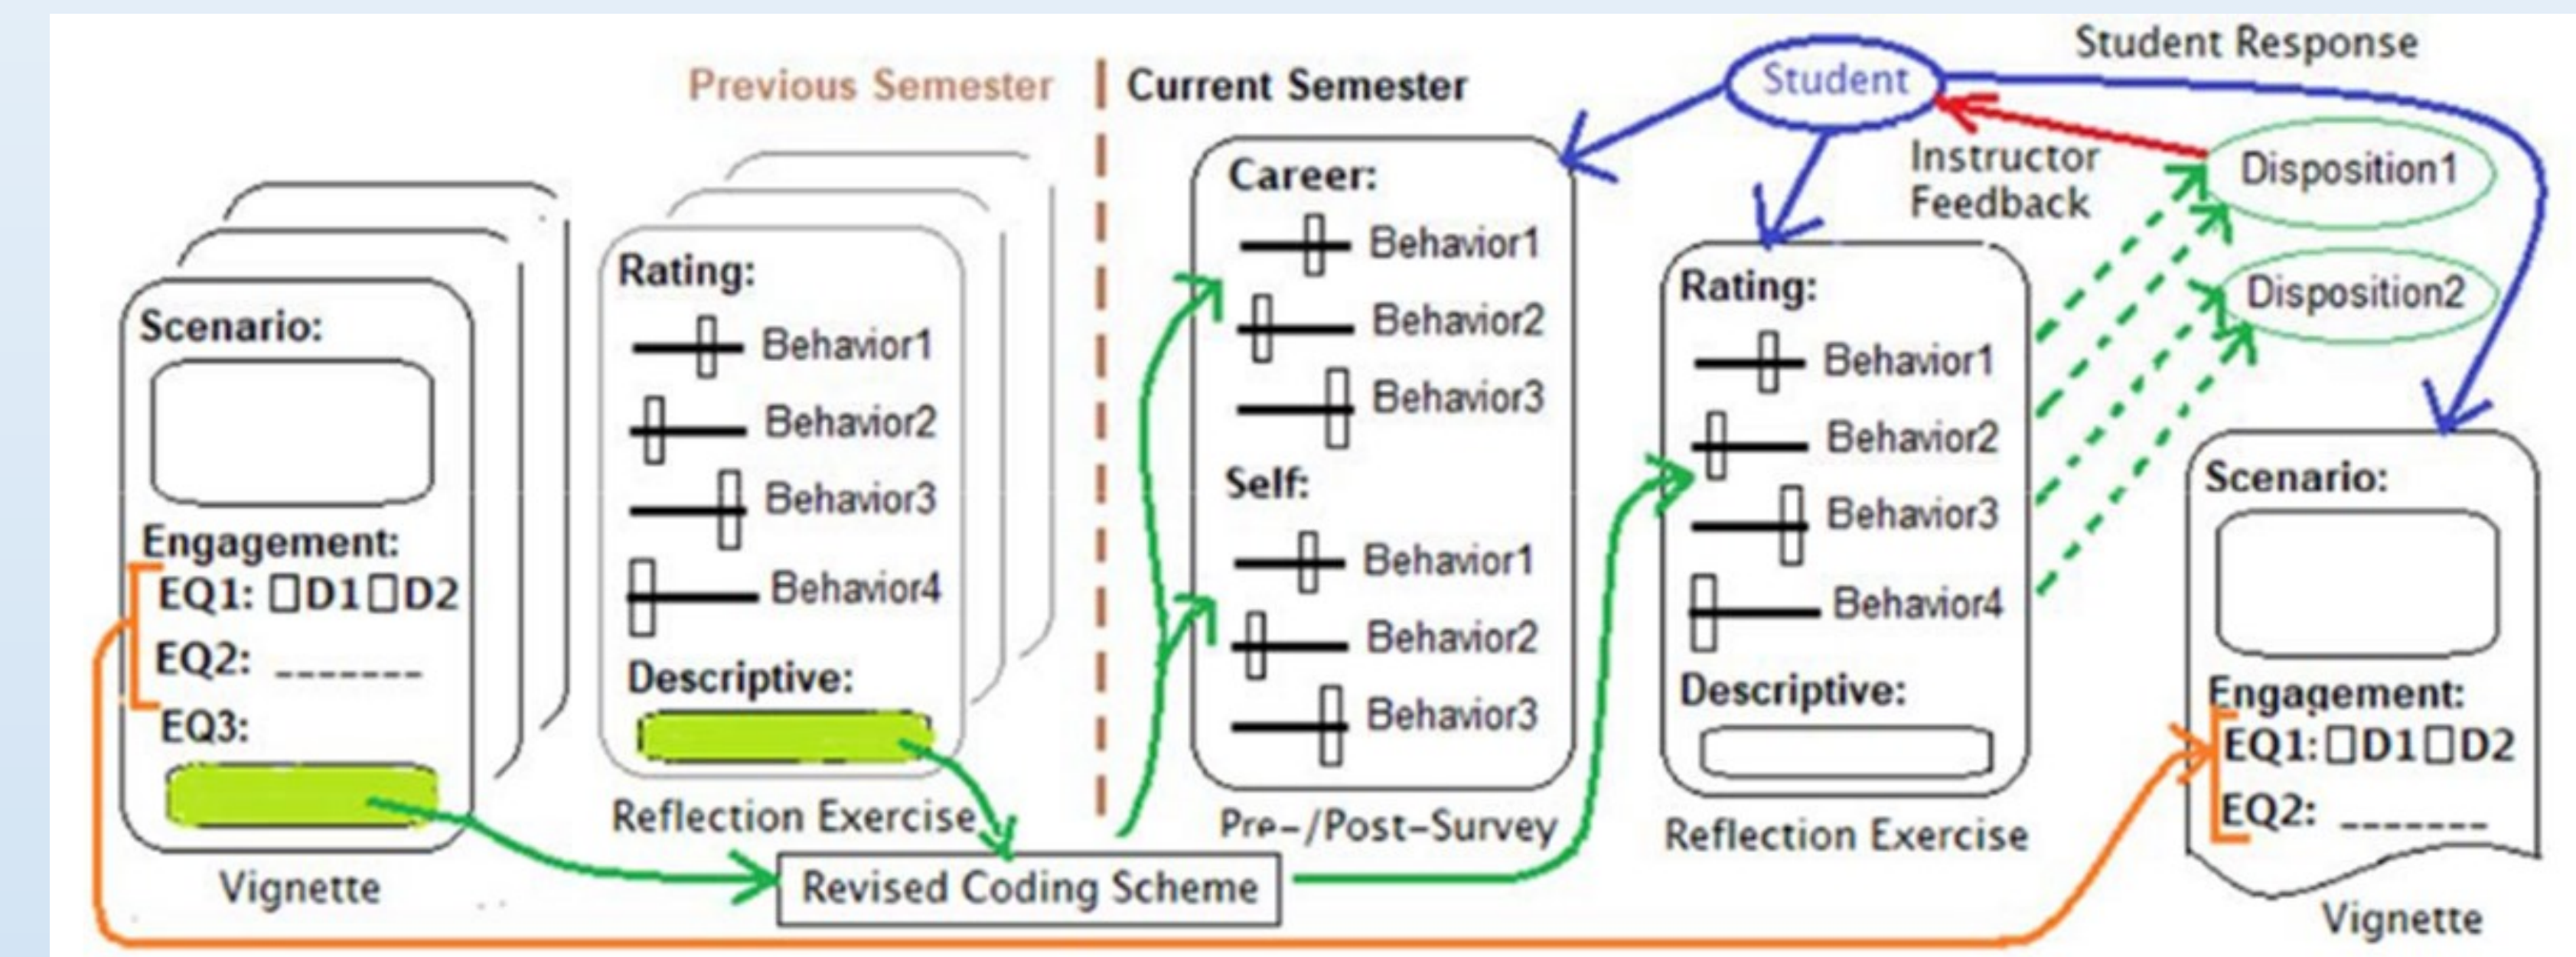 Previous Semester
Current Semester
Student
Student Response
Instructor
Feedback
Disposition1
Disposition2
Scenario:
Engagement:
EQ1: □D1□D2
EQ2: _______
EQ3:
Vignette
Rating:
Behavior1
Behavior2
Behavior3
Behavior4
Descriptive:
Reflection Exercise
Revised Coding Scheme
Career:
Behavior1
Behavior2
Behavior3
Self:
Behavior1
Behavior2
Behavior3
Pre-/Post-Survey
Rating:
Behavior1
Behavior2
Behavior3
Behavior4
Descriptive:
Reflection Exercise
Scenario:
Engagement:
EQ1:□D1□D2
EQ2: _______
Vignette